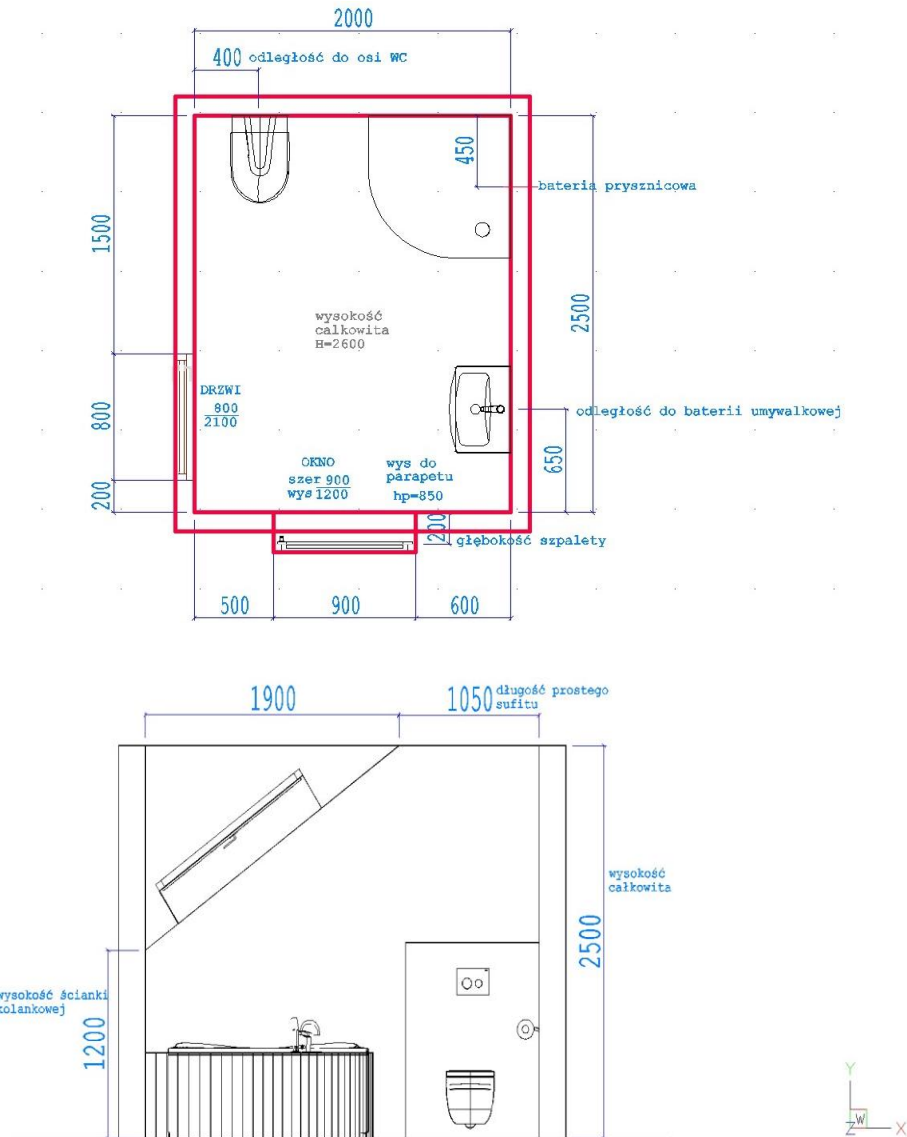 2000
400 odległość do osi WC
450
bateria prysznicowa
1500
2500
wysokość
całkowita
H=2600
DRZWI
800
2100
800
odległość do baterii umywalkowej
650
OKNO
szer 900
wys 1200
wys do
parapetu
hp=850
200
200
głębokość szpalety
500
900
600
1900
1050 długość prostego
sufitu
wysokość
całkowita
2500
wysokość ścianki
kolankowej
1200
Y
W
Z
X